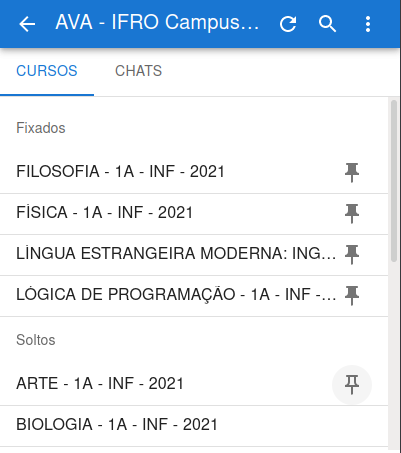 AVA - IFRO Campus...
CURSOS CHATS
Fixados
FILOSOFIA - 1A - INF - 2021
FÍSICA - 1A - INF - 2021
LÍNGUA ESTRANGEIRA MODERNA: ING...
LÓGICA DE PROGRAMAÇÃO - 1A - INF -...
Soltos
ARTE - 1A - INF - 2021
BIOLOGIA - 1A - INF - 2021